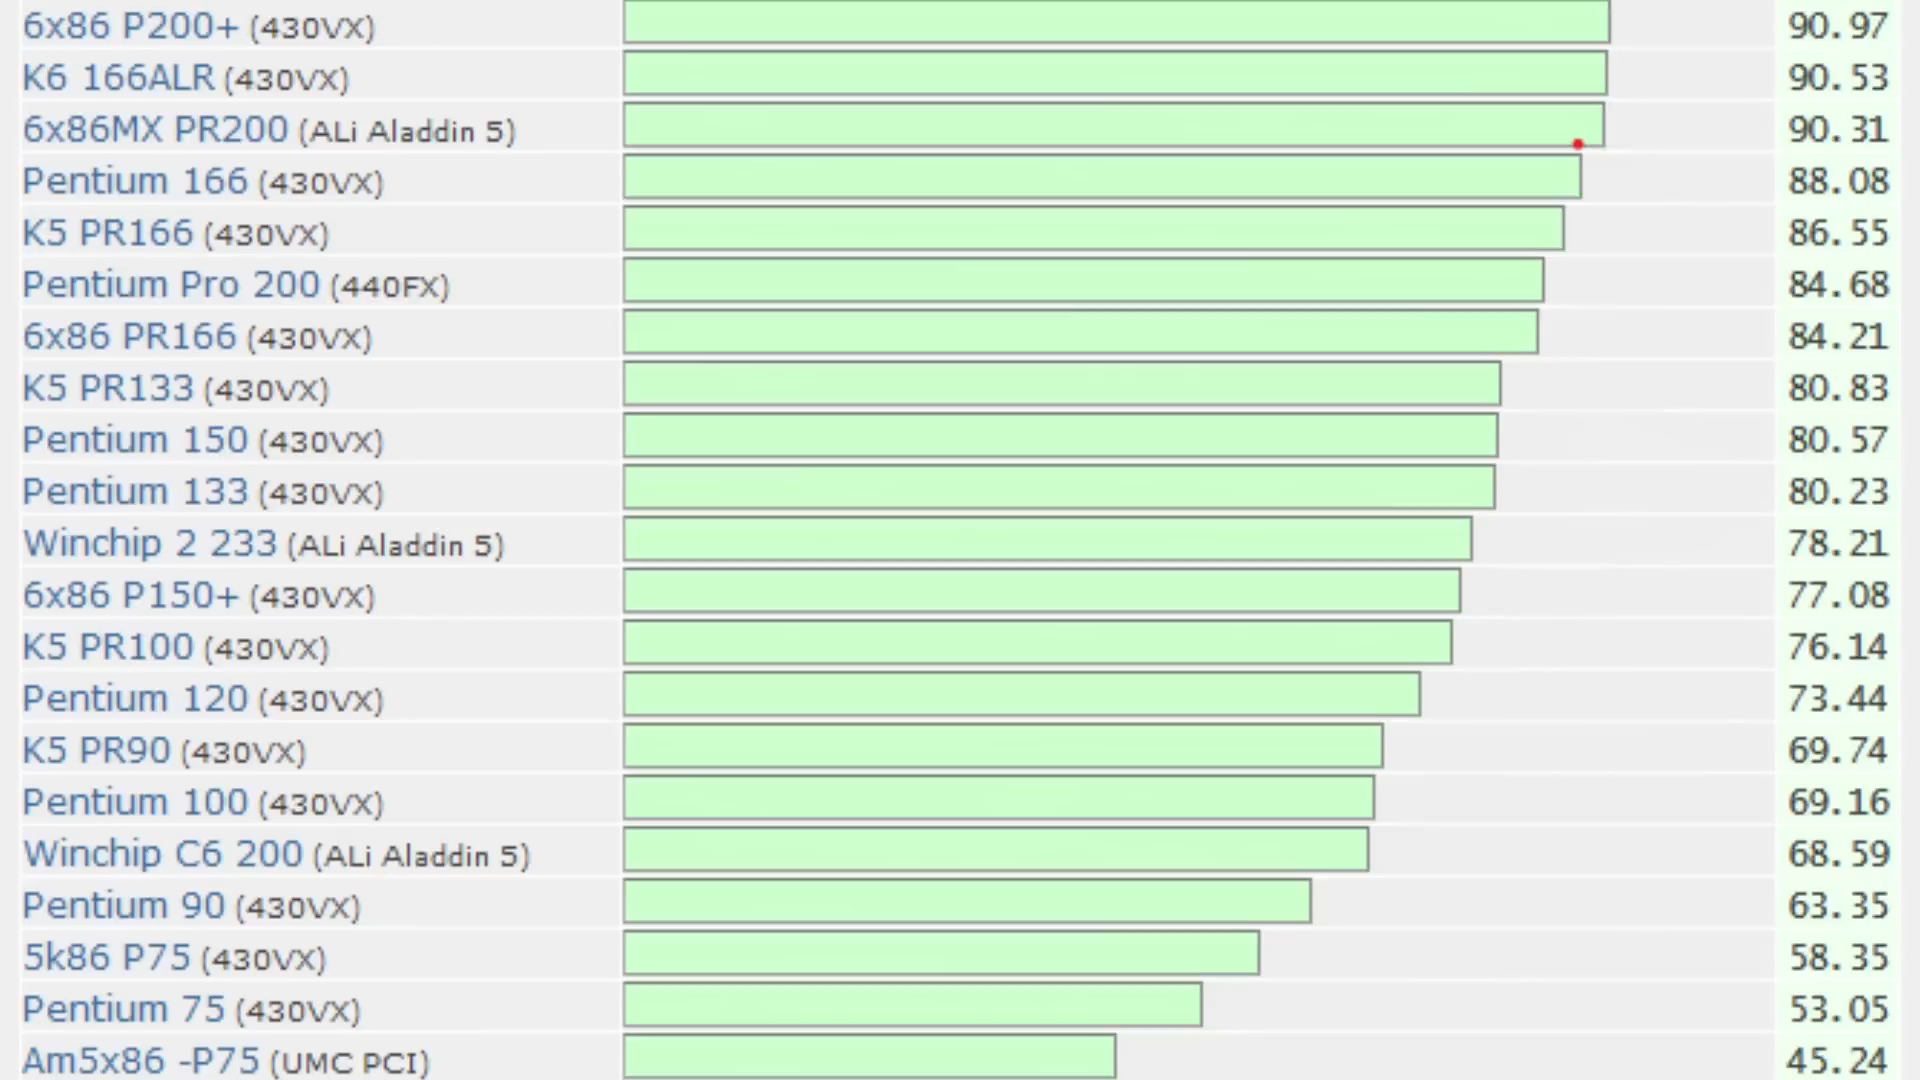 6x86 P200+ (430VX) 90.97
K6 166ALR (430VX) 90.53
6x86MX PR200 (ALi Aladdin 5) 90.31
Pentium 166 (430VX) 88.08
K5 PR166 (430VX) 86.55
Pentium Pro 200 (440FX) 84.68
6x86 PR166 (430VX) 84.21
K5 PR133 (430VX) 80.83
Pentium 150 (430VX) 80.57
Pentium 133 (430VX) 80.23
Winchip 2 233 (ALi Aladdin 5) 78.21
6x86 P150+ (430VX) 77.08
K5 PR100 (430VX) 76.14
Pentium 120 (430VX) 73.44
K5 PR90 (430VX) 69.74
Pentium 100 (430VX) 69.16
Winchip C6 200 (ALi Aladdin 5) 68.59
Pentium 90 (430VX) 63.35
5k86 P75 (430VX) 58.35
Pentium 75 (430VX) 53.05
Am5x86 -P75 (UMC PCI) 45.24